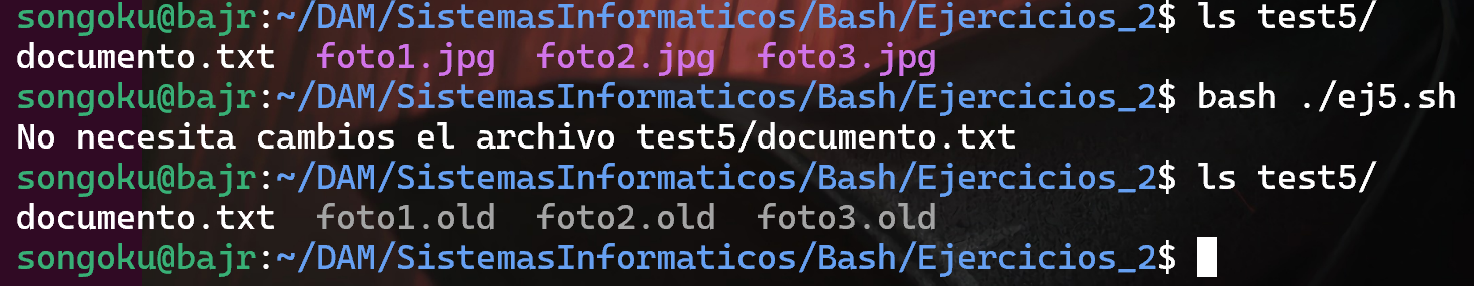 songoku@bajr:~/DAM/SistemasInformaticos/Bash/Ejercicios_2$ ls test5/
documento.txt  foto1.jpg  foto2.jpg  foto3.jpg
songoku@bajr:~/DAM/SistemasInformaticos/Bash/Ejercicios_2$ bash ./ej5.sh
No necesita cambios el archivo test5/documento.txt
songoku@bajr:~/DAM/SistemasInformaticos/Bash/Ejercicios_2$ ls test5/
documento.txt  foto1.old  foto2.old  foto3.old
songoku@bajr:~/DAM/SistemasInformaticos/Bash/Ejercicios_2$